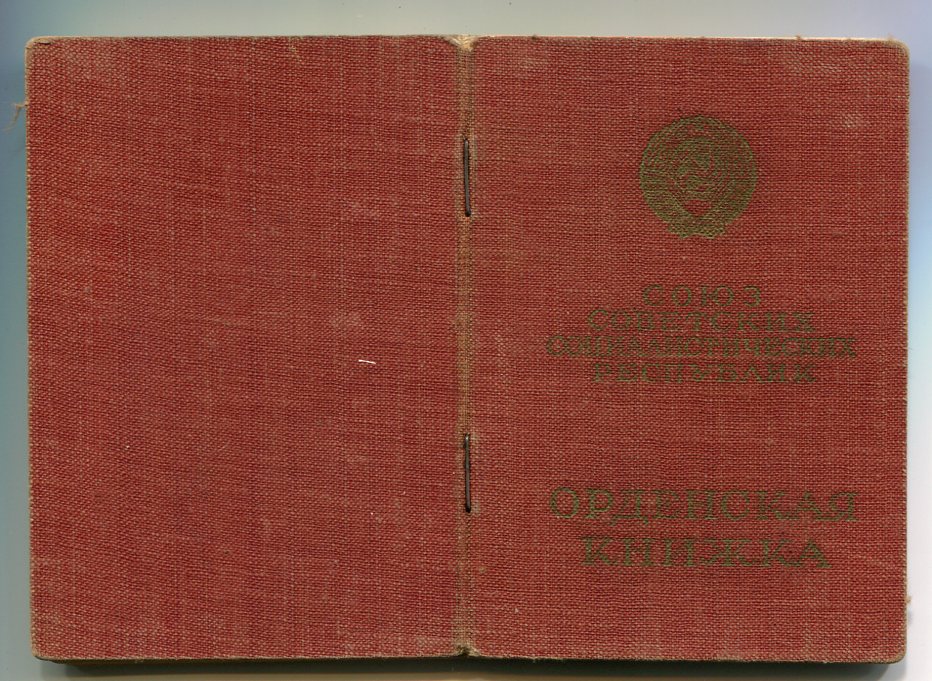 СОЮЗ
СОВЕТСКИХ
СОЦИАЛИСТИЧЕСКИХ
РЕСПУБЛИК
ОРДЕНСКАЯ
КНИЖКА